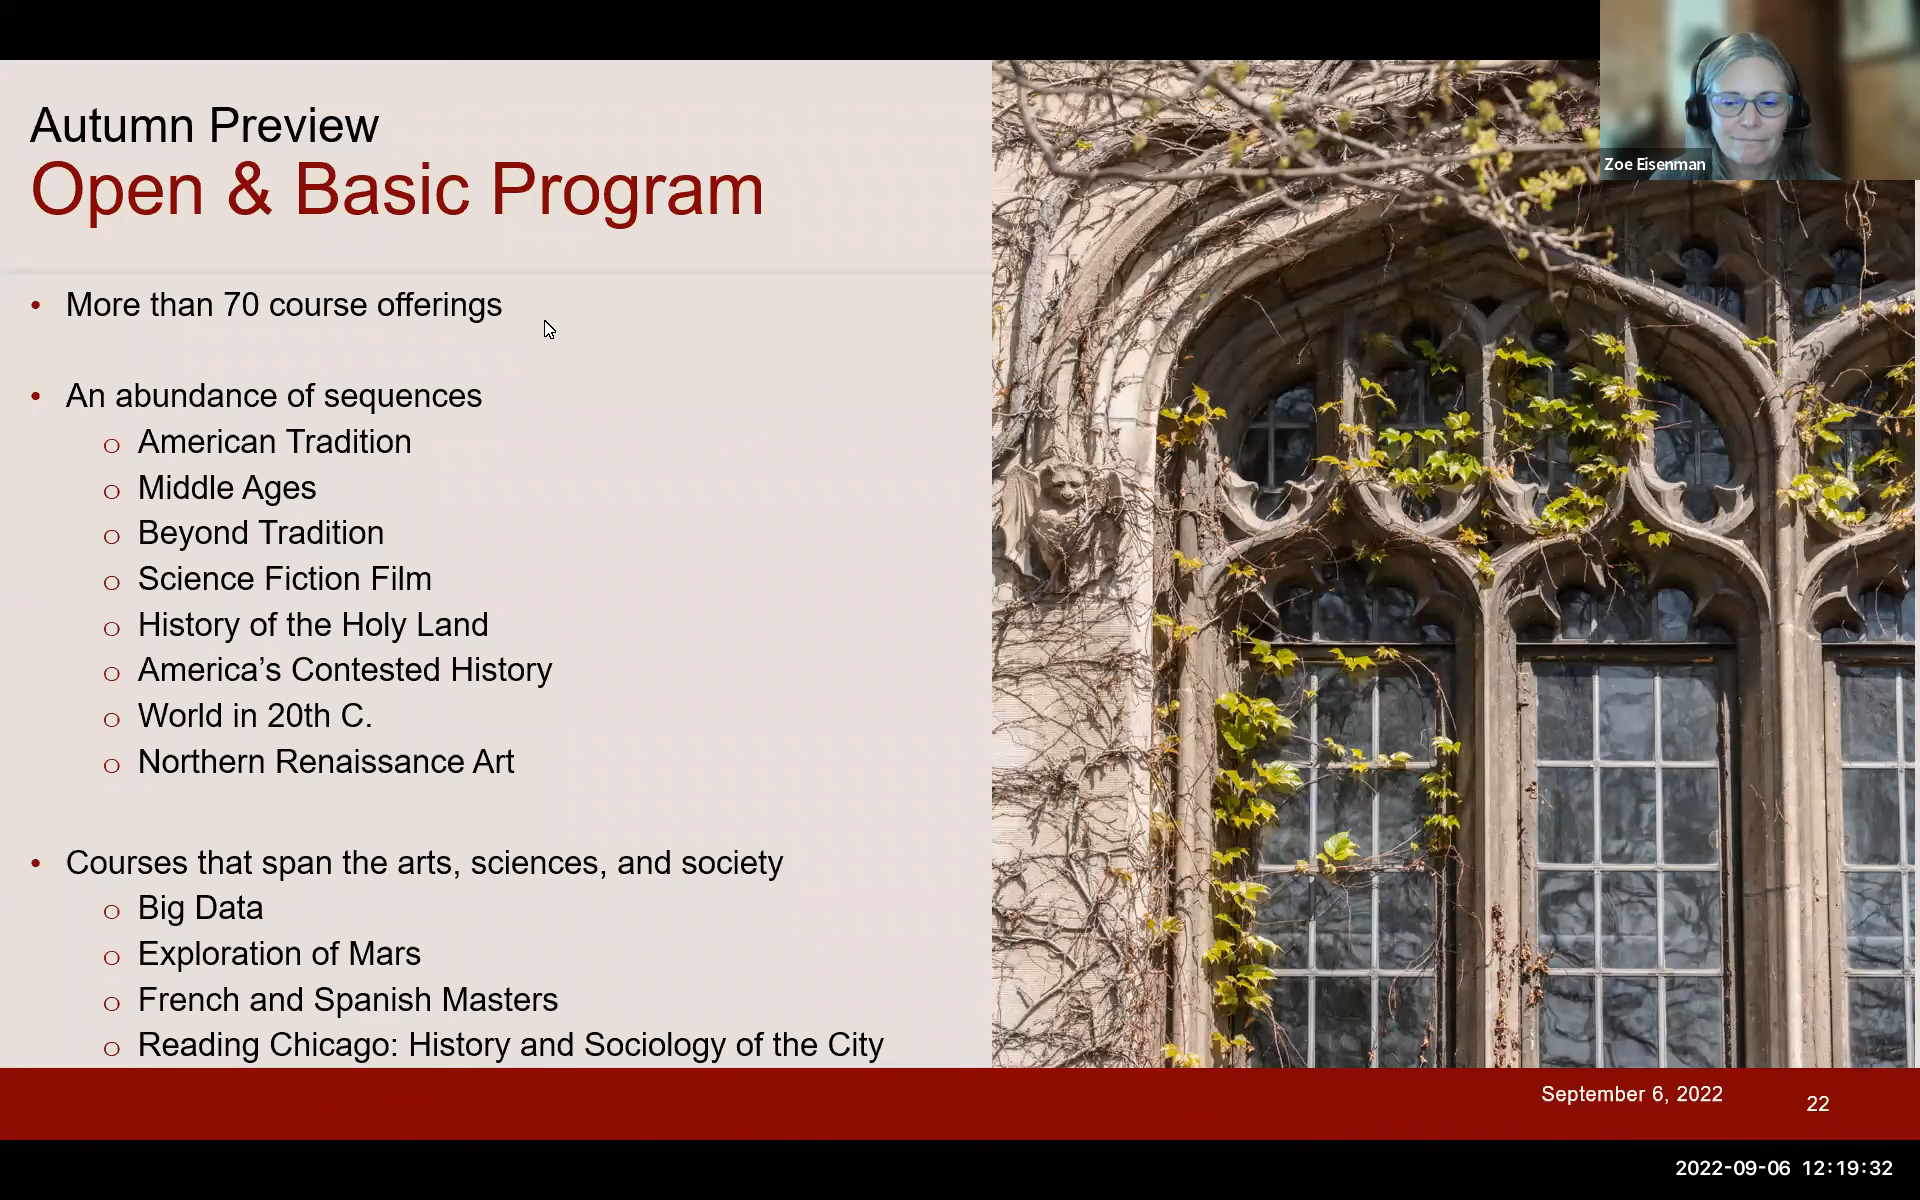 Autumn Preview
Open & Basic Program
• More than 70 course offerings
• An abundance of sequences
o American Tradition
o Middle Ages
o Beyond Tradition
o Science Fiction Film
o History of the Holy Land
o America’s Contested History
o World in 20th C.
o Northern Renaissance Art
• Courses that span the arts, sciences, and society
o Big Data
o Exploration of Mars
o French and Spanish Masters
o Reading Chicago: History and Sociology of the City
Zoe Eisenman
September 6, 2022
22
2022-09-06 12:19:32